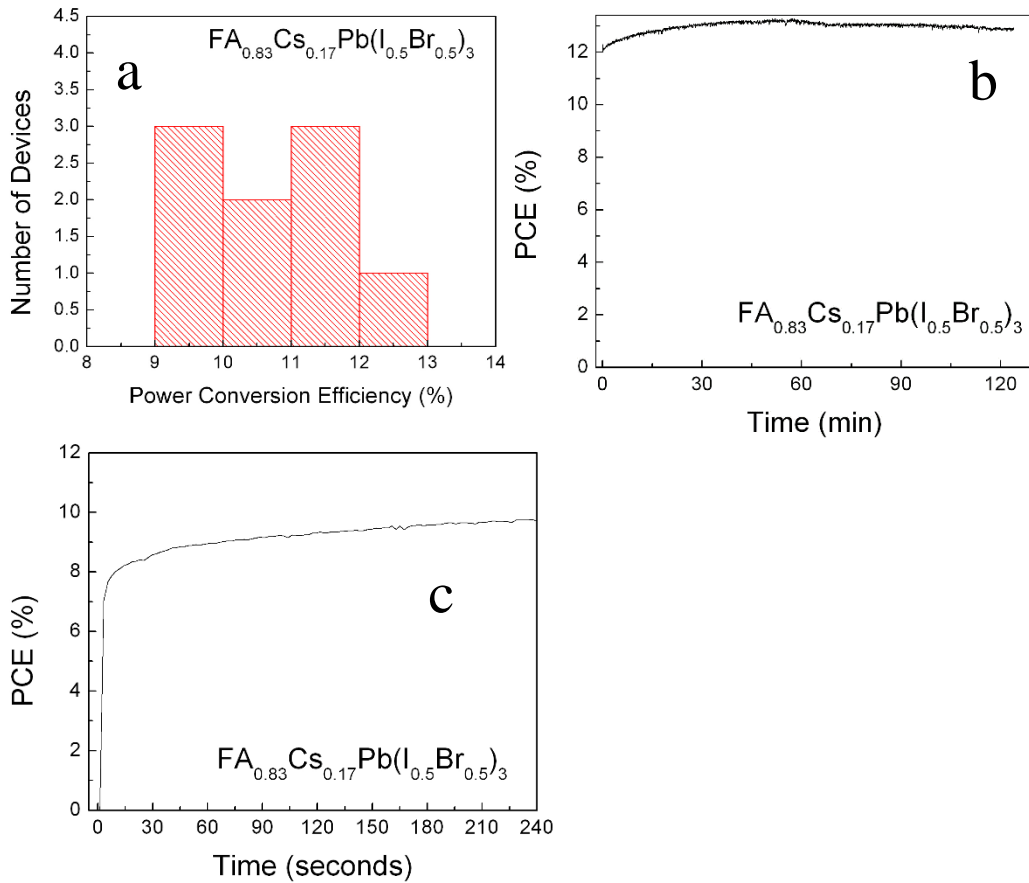 4.5
4.0
3.5
3.0
2.5
2.0
1.5
1.0
0.5
0.0
Number of Devices
a
FA₀.₈₃Cs₀.₁₇Pb(I₀.₅Br₀.₅)₃
8 9 10 11 12 13 14
Power Conversion Efficiency (%)
12
10
8
6
4
2
0
PCE (%)
b
FA₀.₈₃Cs₀.₁₇Pb(I₀.₅Br₀.₅)₃
0 30 60 90 120
Time (min)
12
10
8
6
4
2
0
PCE (%)
c
FA₀.₈₃Cs₀.₁₇Pb(I₀.₅Br₀.₅)₃
0 30 60 90 120 150 180 210 240
Time (seconds)